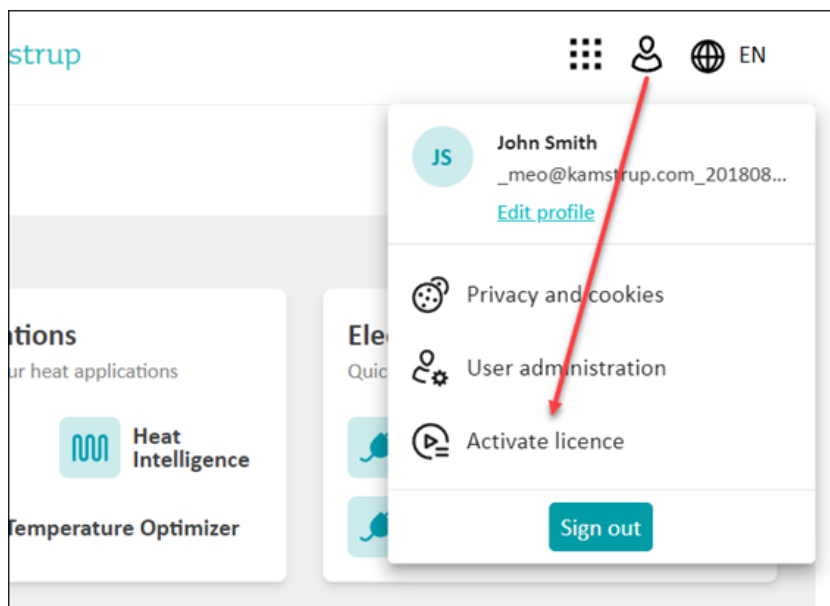 strup
EN
JS
John Smith
_meo@kamstrup.com_201808...
Edit profile
Privacy and cookies
User administration
Activate licence
Sign out
ations
ur heat applications
Heat
Intelligence
Temperature Optimizer
Ele
Quic